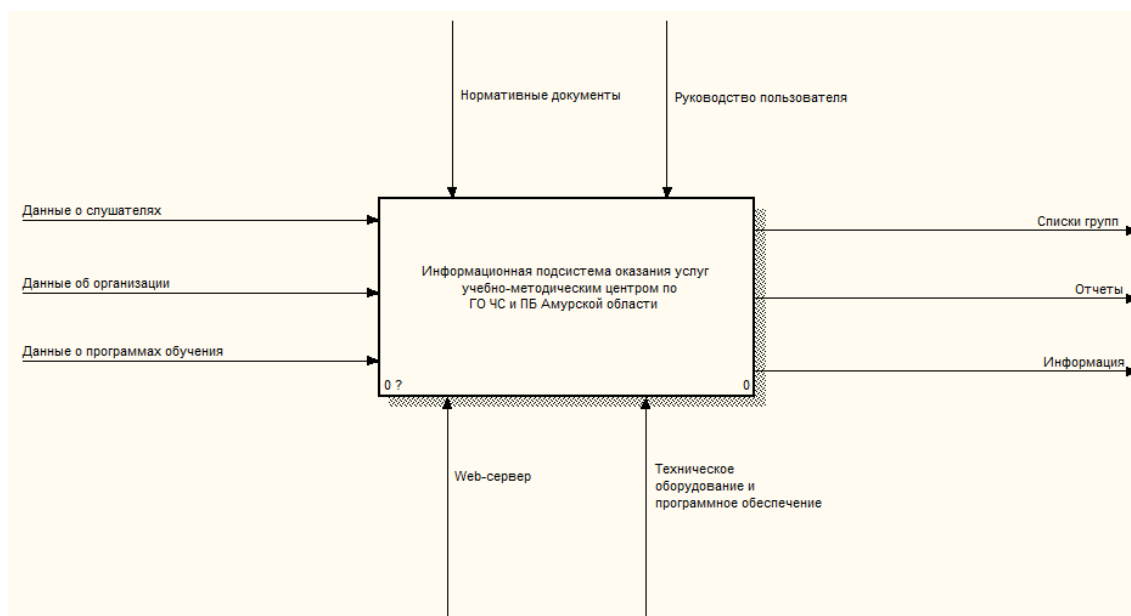 Нормативные документы
Руководство пользователя
Данные о слушателях
Списки групп
Информационная подсистема оказания услуг
учебно-методическим центром по
ГО ЧС и ПБ Амурской области
Данные об организации
Отчеты
Данные о программах обучения
Информация
0 ?
0
Web-сервер
Техническое
оборудование и
программное обеспечение